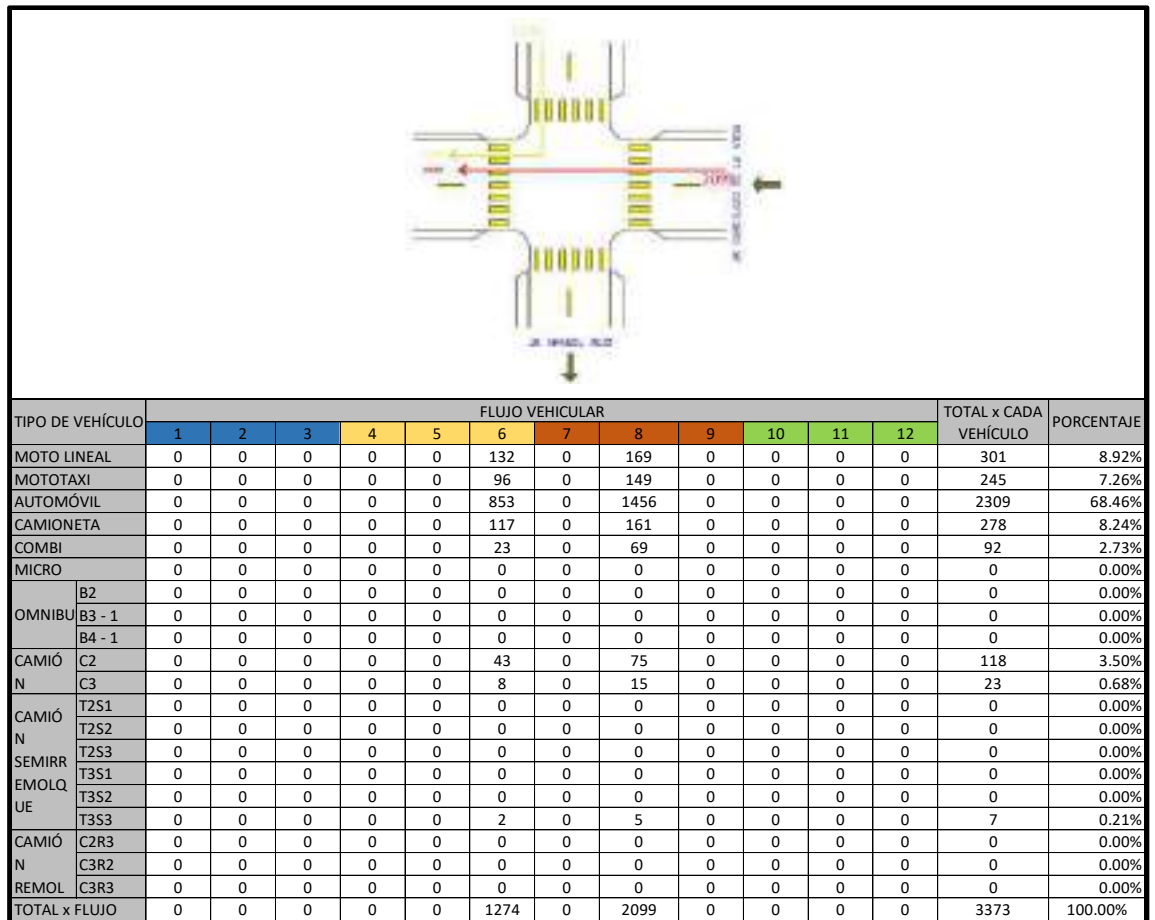 2099
TIPO DE VEHÍCULO FLUJO VEHICULAR TOTAL x CADA VEHÍCULO PORCENTAJE
1 2 3 4 5 6 7 8 9 10 11 12
MOTO LINEAL 0 0 0 0 0 132 0 169 0 0 0 0 301 8.92%
MOTOTAXI 0 0 0 0 0 96 0 149 0 0 0 0 245 7.26%
AUTOMÓVIL 0 0 0 0 0 853 0 1456 0 0 0 0 2309 68.46%
CAMIONETA 0 0 0 0 0 117 0 161 0 0 0 0 278 8.24%
COMBI 0 0 0 0 0 23 0 69 0 0 0 0 92 2.73%
MICRO 0 0 0 0 0 0 0 0 0 0 0 0 0 0.00%
OMNIBU B2 0 0 0 0 0 0 0 0 0 0 0 0 0 0.00%
B3 - 1 0 0 0 0 0 0 0 0 0 0 0 0 0 0.00%
B4 - 1 0 0 0 0 0 0 0 0 0 0 0 0 0 0.00%
CAMIÓ C2 0 0 0 0 0 43 0 75 0 0 0 0 118 3.50%
N C3 0 0 0 0 0 8 0 15 0 0 0 0 23 0.68%
CAMIÓ N SEMIRR EMOLQ UE T2S1 0 0 0 0 0 0 0 0 0 0 0 0 0 0.00%
T2S2 0 0 0 0 0 0 0 0 0 0 0 0 0 0.00%
T2S3 0 0 0 0 0 0 0 0 0 0 0 0 0 0.00%
T3S1 0 0 0 0 0 0 0 0 0 0 0 0 0 0.00%
T3S2 0 0 0 0 0 0 0 0 0 0 0 0 0 0.00%
T3S3 0 0 0 0 0 2 0 5 0 0 0 0 7 0.21%
CAMIÓ C2R3 0 0 0 0 0 0 0 0 0 0 0 0 0 0.00%
N C3R2 0 0 0 0 0 0 0 0 0 0 0 0 0 0.00%
REMOL C3R3 0 0 0 0 0 0 0 0 0 0 0 0 0 0.00%
TOTAL x FLUJO 0 0 0 0 0 1274 0 2099 0 0 0 0 3373 100.00%